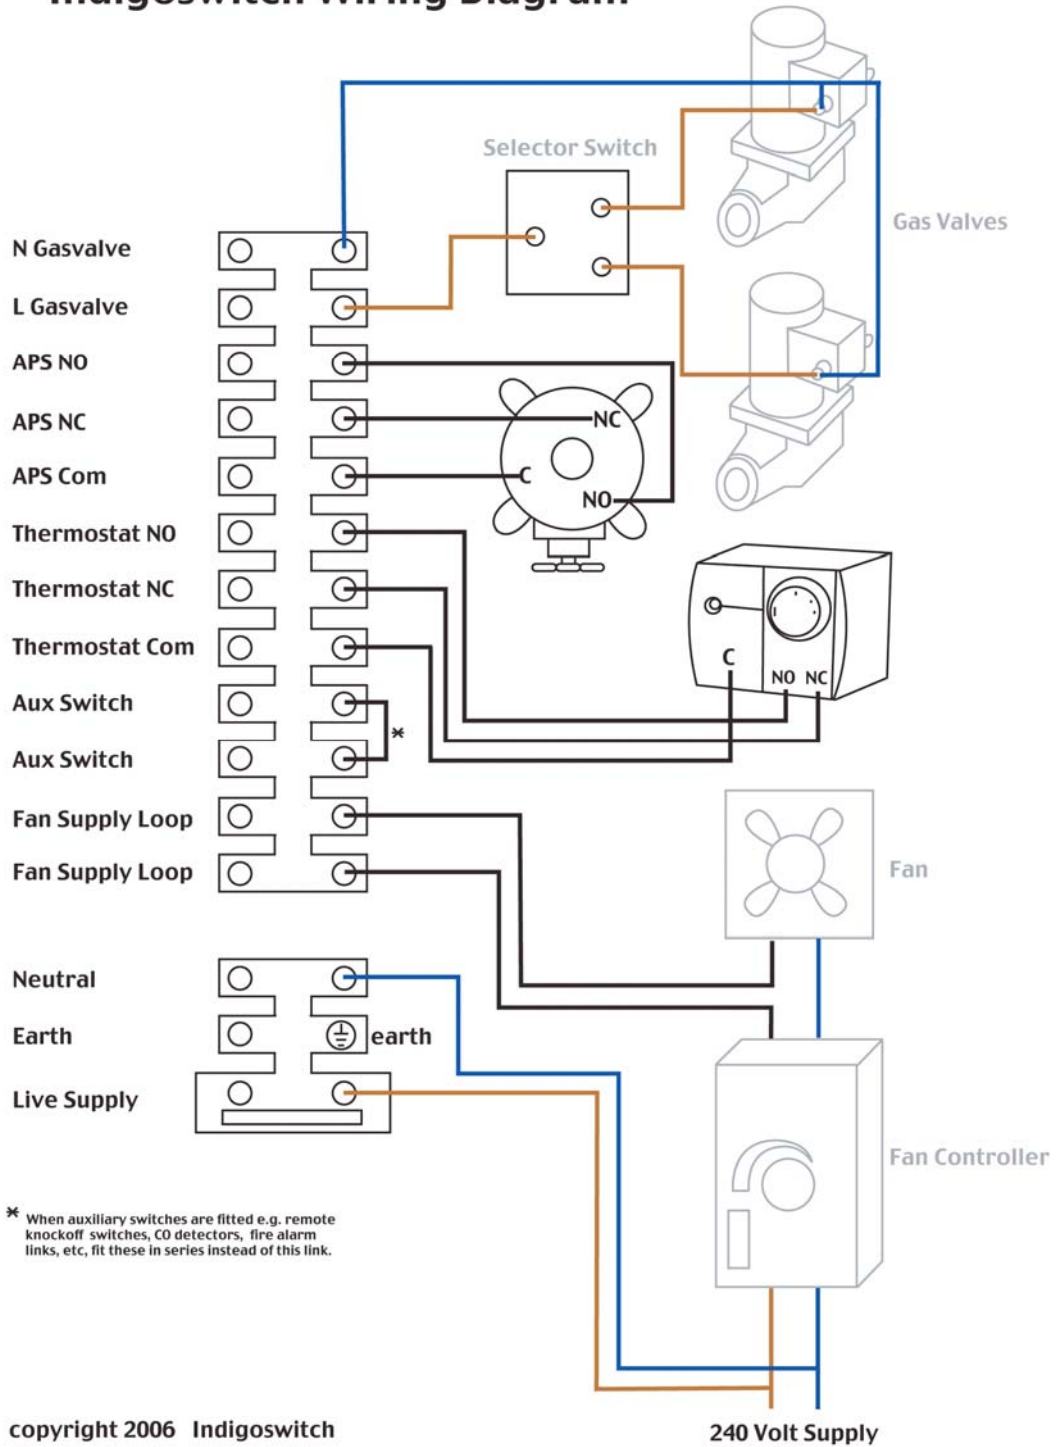 Indigoswitch Wiring Diagram
Selector Switch
Gas Valves
N Gasvalve
L Gasvalve
APS NO
APS NC
APS Com
Thermostat NO
Thermostat NC
Thermostat Com
Aux Switch
Aux Switch
Fan Supply Loop
Fan Supply Loop
NC
C
NO
C
NO NC
*
Fan
Neutral
Earth
earth
Live Supply
Fan Controller
* When auxiliary switches are fitted e.g. remote
knockoff switches, CO detectors, fire alarm
links, etc, fit these in series instead of this link.
copyright 2006 Indigoswitch
240 Volt Supply